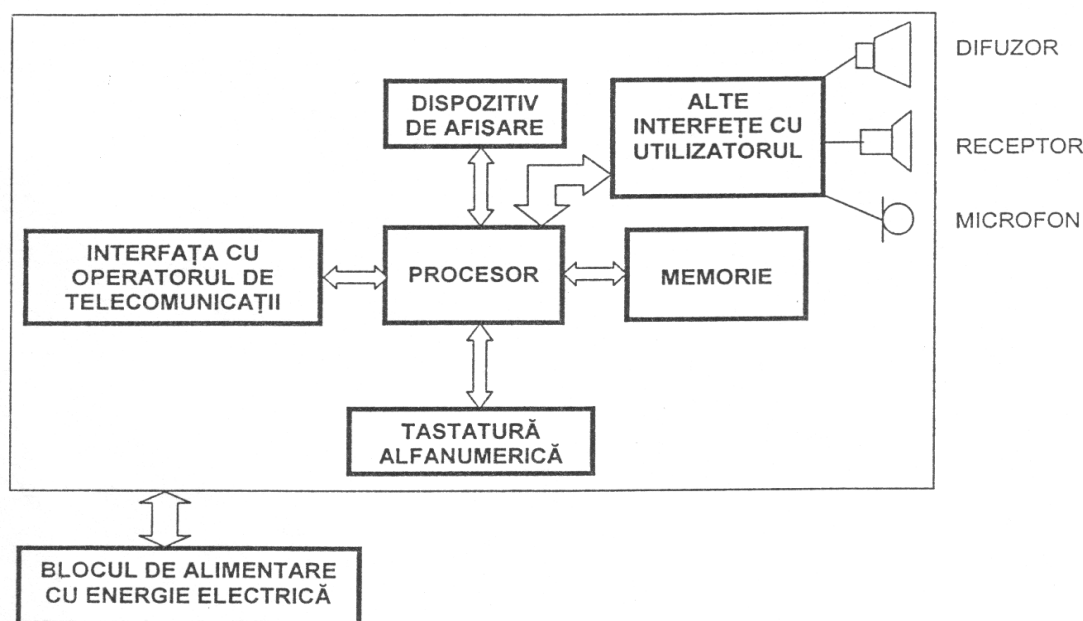 DIFUZOR
DISPOZITIV
DE AFIȘARE
ALTE
INTERFEȚE CU
UTILIZATORUL
RECEPTOR
MICROFON
INTERFAȚA CU
OPERATORUL DE
TELECOMUNICAȚII
PROCESOR
MEMORIE
TASTATURĂ
ALFANUMERICĂ
BLOCUL DE ALIMENTARE
CU ENERGIE ELECTRICĂ